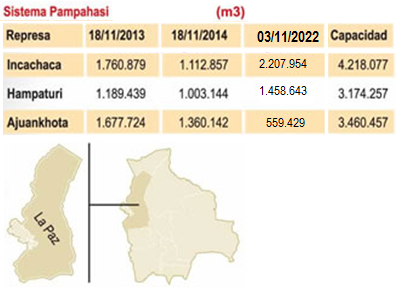 Sistema Pampahasi (m3)
Represa 18/11/2013 18/11/2014 03/11/2022 Capacidad
Incachaca 1.760.879 1.112.857 2.207.954 4.218.077
Hampaturi 1.189.439 1.003.144 1.458.643 3.174.257
Ajuankhota 1.677.724 1.360.142 559.429 3.460.457
La Paz